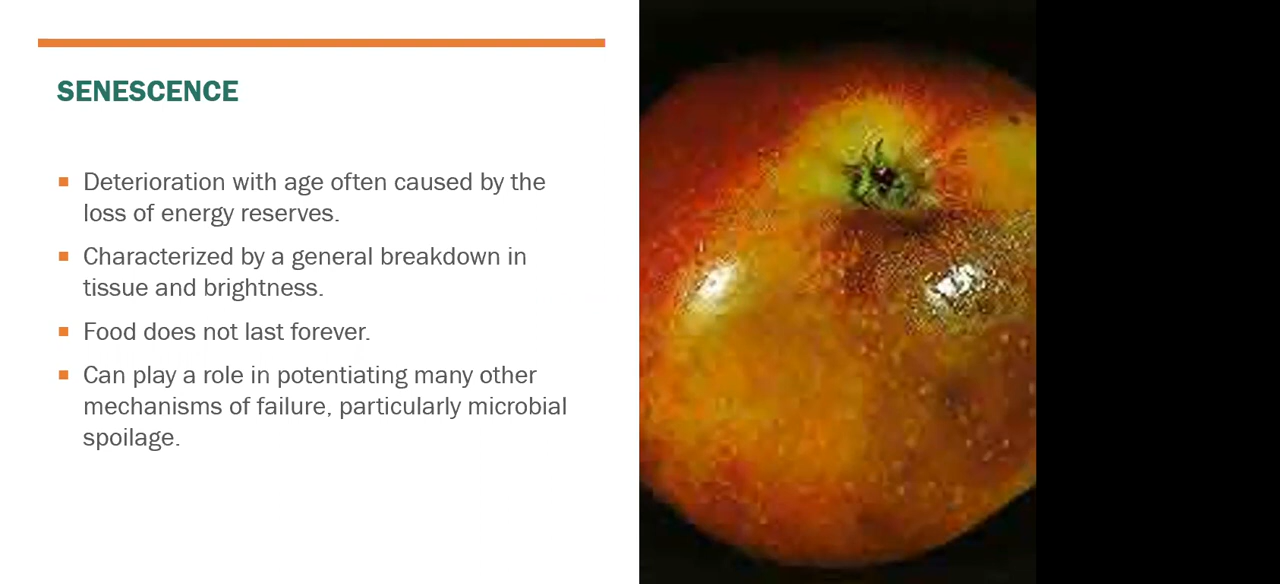 SENESCENCE
Deterioration with age often caused by the
loss of energy reserves.
Characterized by a general breakdown in
tissue and brightness.
Food does not last forever.
Can play a role in potentiating many other
mechanisms of failure, particularly microbial
spoilage.